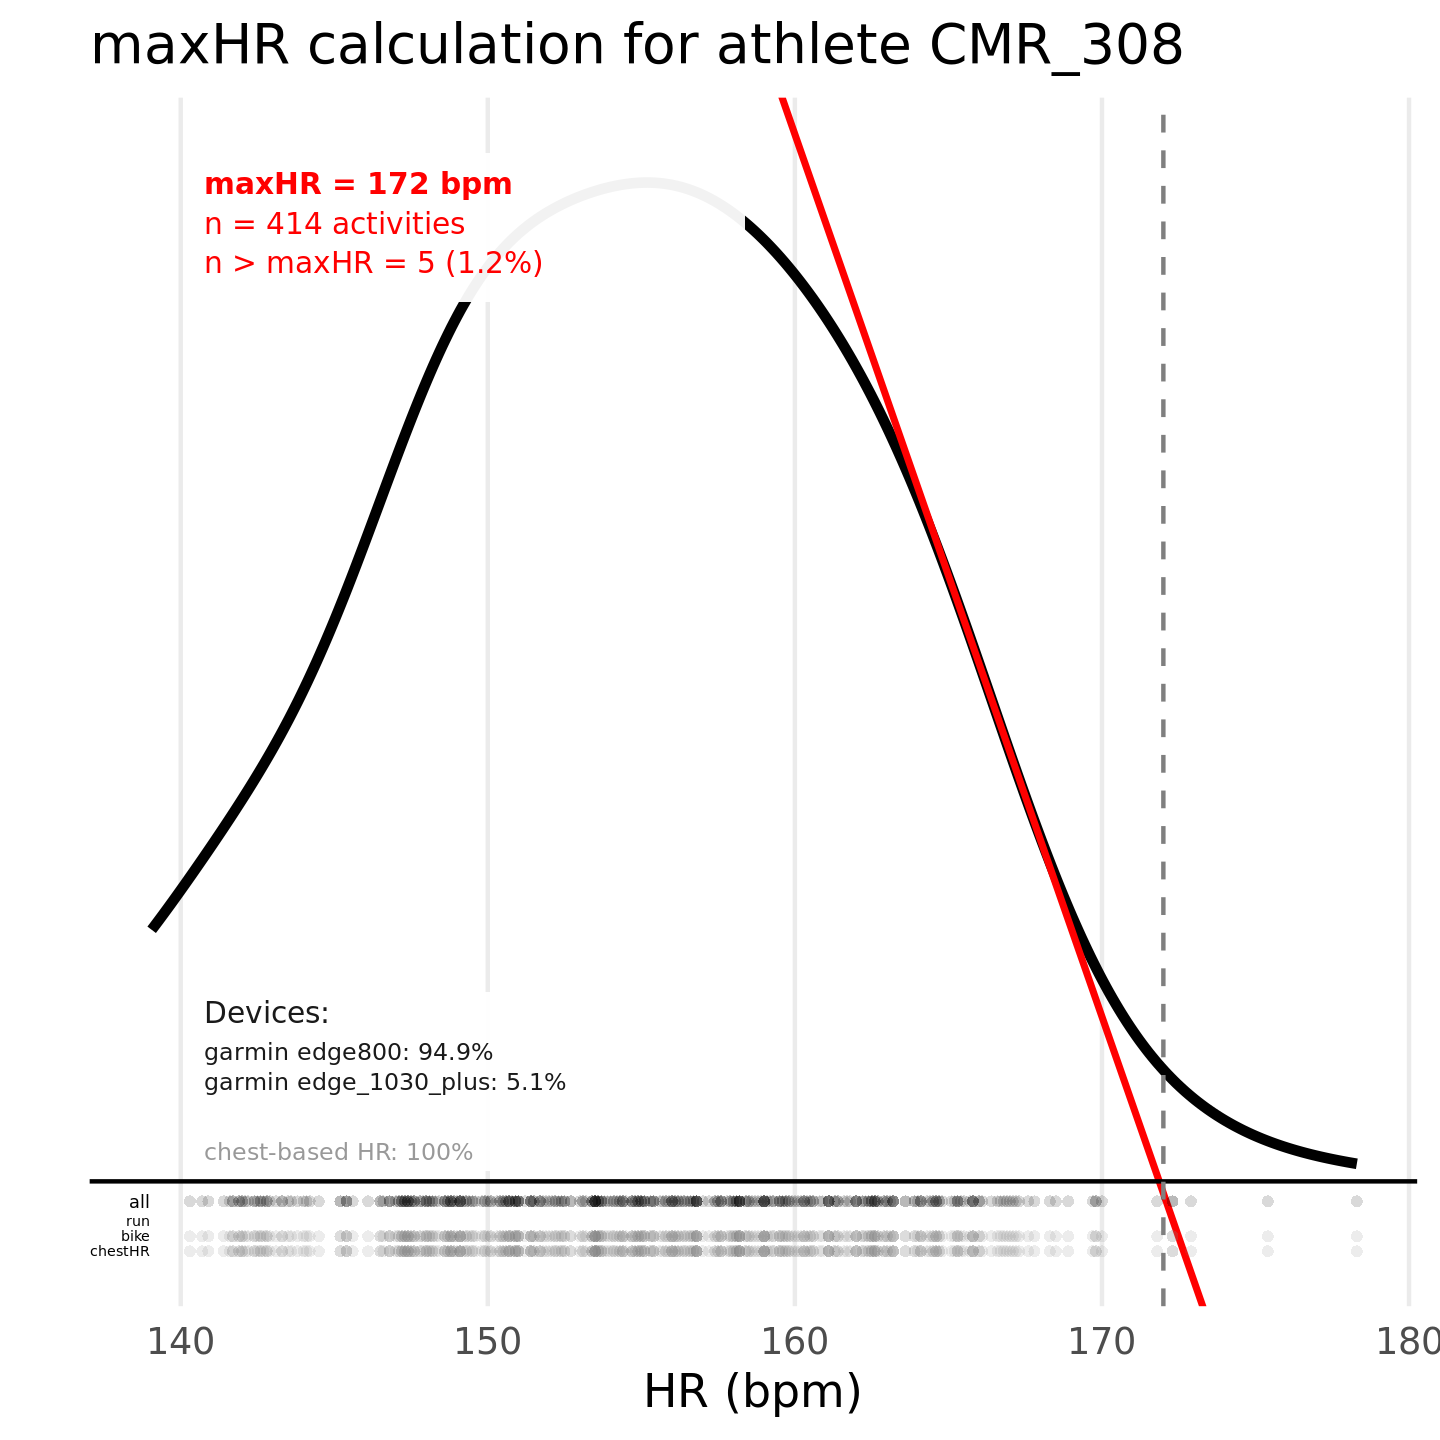 maxHR calculation for athlete CMR_308
maxHR = 172 bpm
n = 414 activities
n > maxHR = 5 (1.2%)
Devices:
garmin edge800: 94.9%
garmin edge_1030_plus: 5.1%
chest-based HR: 100%
all
run
bike
chestHR
140 150 160 170 180
HR (bpm)